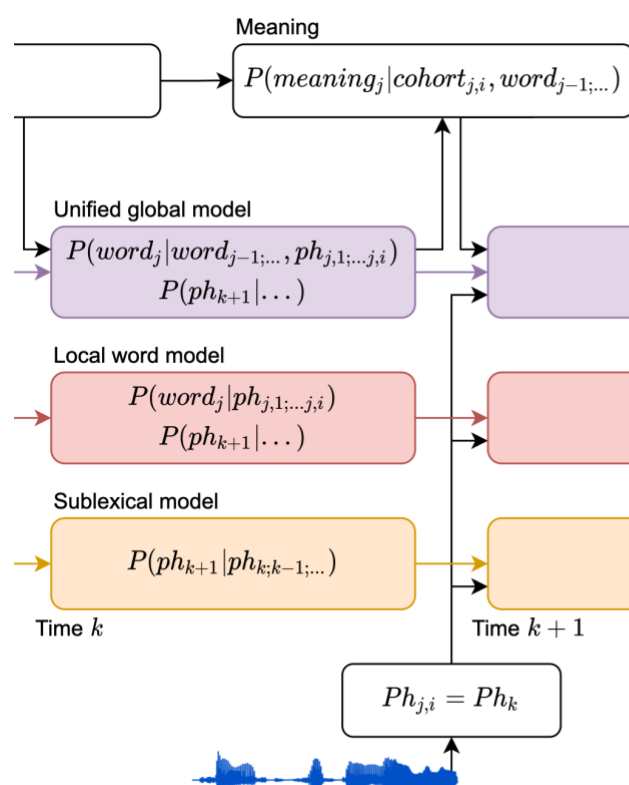 Meaning
P(meaning_j|cohort_{j,i}, word_{j−1;...})
Unified global model
P(word_j|word_{j−1;...}, ph_{j,1;...j,i})
P(ph_{k+1}|...)
Local word model
P(word_j|ph_{j,1;...j,i})
P(ph_{k+1}|...)
Sublexical model
P(ph_{k+1}|ph_{k;k−1;...})
Time k
Time k + 1
Ph_{j,i} = Ph_k